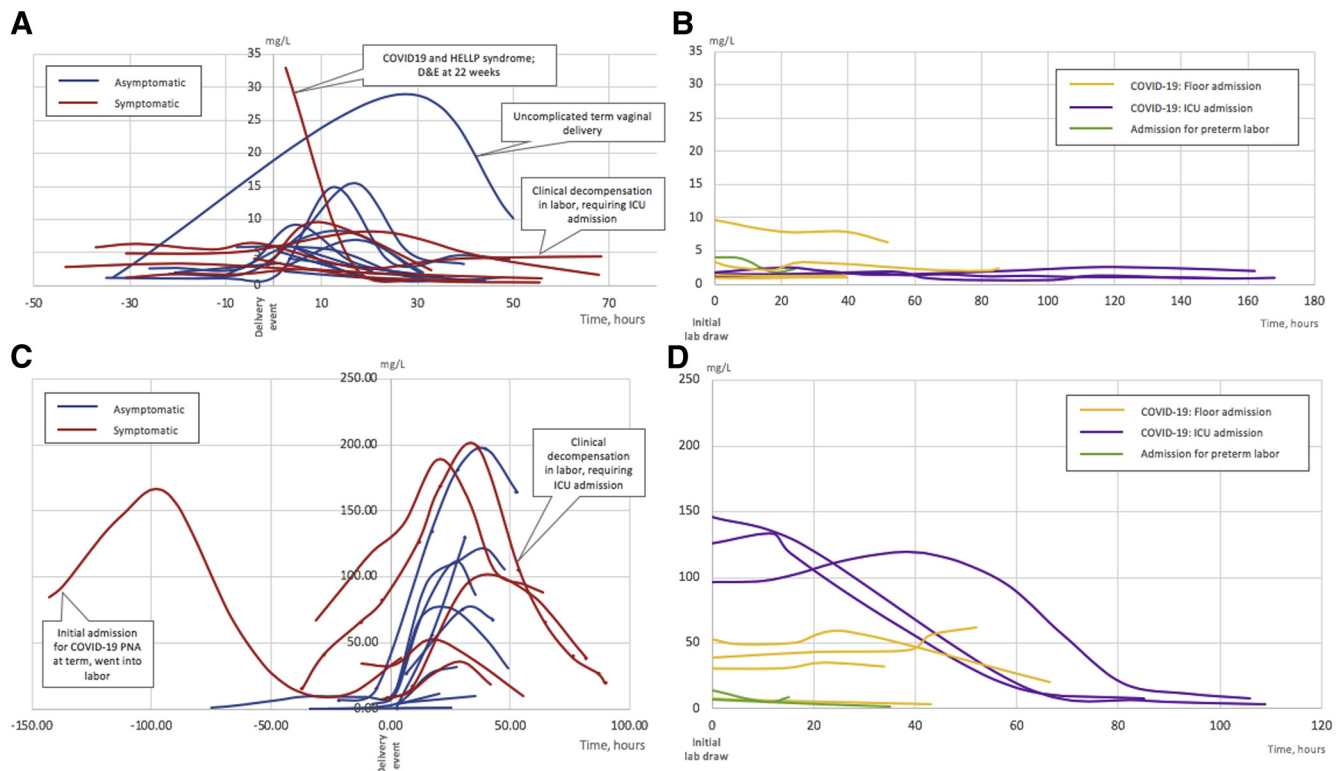 A
mg/L
35
30
25
20
15
10
5
0
Asymptomatic
Symptomatic
COVID19 and HELLP syndrome;
D&E at 22 weeks
Uncomplicated term vaginal
delivery
Clinical decompensation
in labor, requiring ICU
admission
-50
-30
-10
10
30
50
70
Delivery
event
Time, hours
B
mg/L
35
30
25
20
15
10
5
0
COVID-19: Floor admission
COVID-19: ICU admission
Admission for preterm labor
0
20
40
60
80
100
120
140
160
180
Initial
lab draw
Time, hours
C
mg/L
250.00
200.00
150.00
100.00
50.00
0.00
Asymptomatic
Symptomatic
Clinical
decompensation
in labor, requiring
ICU admission
Initial admission
for COVID-19 PNA
at term, went into
labor
-150.00
-100.00
-50.00
0.00
50.00
100.00
Delivery
event
Time, hours
D
mg/L
250
200
150
100
50
0
COVID-19: Floor admission
COVID-19: ICU admission
Admission for preterm labor
0
20
40
60
80
100
120
Initial
lab draw
Time, hours